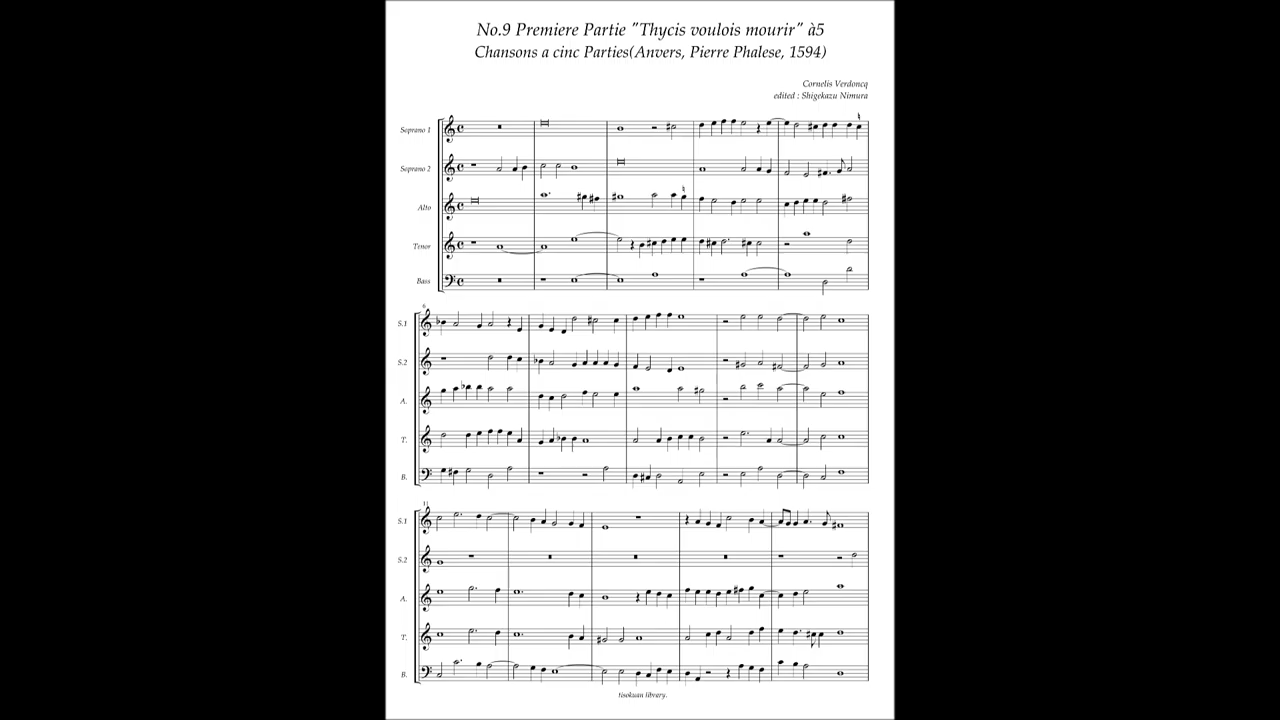 No.9 Premiere Partie "Thycis voulois mourir" à5
Chansons a cinc Parties(Anvers, Pierre Phalese, 1594)
Cornelis Verdoncq
edited : Shigekazu Nimura
Soprano 1
Soprano 2
Alto
Tenor
Bass
6
S.1
S.2
A.
T.
B.
11
S.1
S.2
A.
T.
B.
tisokuan library.